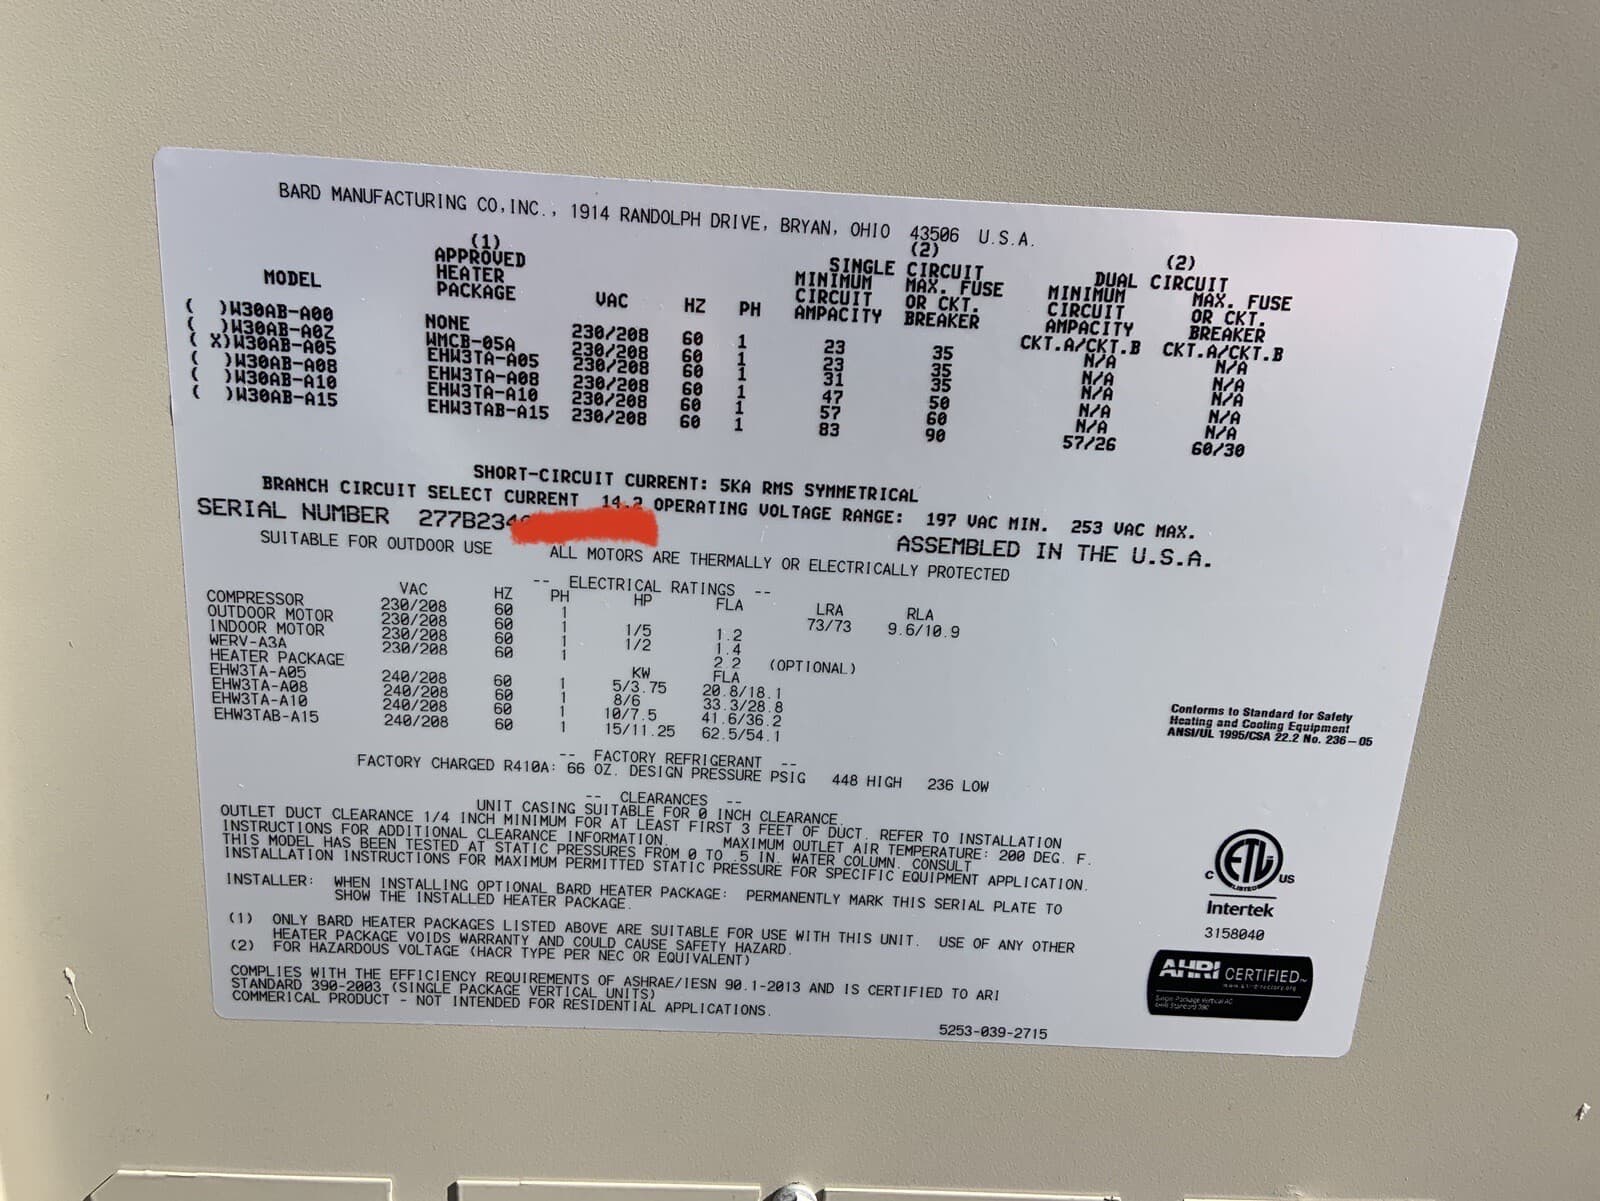 BARD MANUFACTURING CO,INC., 1914 RANDOLPH DRIVE, BRYAN, OHIO 43506 U.S.A.
(1) (2) (2)
APPROVED SINGLE CIRCUIT DUAL CIRCUIT
MODEL HEATER MINIMUM MAX. FUSE MINIMUM MAX. FUSE
PACKAGE VAC HZ PH CIRCUIT OR CKT. CIRCUIT OR CKT.
AMPACITY BREAKER AMPACITY BREAKER
CKT.A/CKT.B CKT.A/CKT.B
( )W30AB-A00 NONE 230/208 60 1 23 35 N/A N/A
( )W30AB-A0Z WMCB-05A 230/208 60 1 23 35 N/A N/A
( X)W30AB-A05 EHW3TA-A05 230/208 60 1 31 35 N/A N/A
( )W30AB-A08 EHW3TA-A08 230/208 60 1 47 50 N/A N/A
( )W30AB-A10 EHW3TA-A10 230/208 60 1 57 60 N/A N/A
( )W30AB-A15 EHW3TAB-A15 230/208 60 1 83 90 57/26 60/30
SHORT-CIRCUIT CURRENT: 5KA RMS SYMMETRICAL
BRANCH CIRCUIT SELECT CURRENT 14.2 OPERATING VOLTAGE RANGE: 197 VAC MIN. 253 VAC MAX.
SERIAL NUMBER 277B234 ASSEMBLED IN THE U.S.A.
SUITABLE FOR OUTDOOR USE ALL MOTORS ARE THERMALLY OR ELECTRICALLY PROTECTED
-- ELECTRICAL RATINGS --
VAC HZ PH HP FLA LRA RLA
COMPRESSOR 230/208 60 1 73/73 9.6/10.9
OUTDOOR MOTOR 230/208 60 1 1/5 1.2
INDOOR MOTOR 230/208 60 1 1/2 1.4
WERV-A3A 230/208 60 1 2.2 (OPTIONAL)
HEATER PACKAGE KW FLA
EHW3TA-A05 240/208 60 1 5/3.75 20.8/18.1
EHW3TA-A08 240/208 60 1 8/6 33.3/28.8
EHW3TA-A10 240/208 60 1 10/7.5 41.6/36.2
EHW3TAB-A15 240/208 60 1 15/11.25 62.5/54.1
Conforms to Standard for Safety
Heating and Cooling Equipment
ANSI/UL 1995/CSA 22.2 No. 236-05
-- FACTORY REFRIGERANT --
FACTORY CHARGED R410A: 66 OZ. DESIGN PRESSURE PSIG 448 HIGH 236 LOW
-- CLEARANCES --
UNIT CASING SUITABLE FOR 0 INCH CLEARANCE.
OUTLET DUCT CLEARANCE 1/4 INCH MINIMUM FOR AT LEAST FIRST 3 FEET OF DUCT. REFER TO INSTALLATION
INSTRUCTIONS FOR ADDITIONAL CLEARANCE INFORMATION. MAXIMUM OUTLET AIR TEMPERATURE: 200 DEG. F.
THIS MODEL HAS BEEN TESTED AT STATIC PRESSURES FROM 0 TO .5 IN. WATER COLUMN. CONSULT
INSTALLATION INSTRUCTIONS FOR MAXIMUM PERMITTED STATIC PRESSURE FOR SPECIFIC EQUIPMENT APPLICATION.
INSTALLER: WHEN INSTALLING OPTIONAL BARD HEATER PACKAGE: PERMANENTLY MARK THIS SERIAL PLATE TO
SHOW THE INSTALLED HEATER PACKAGE.
(1) ONLY BARD HEATER PACKAGES LISTED ABOVE ARE SUITABLE FOR USE WITH THIS UNIT. USE OF ANY OTHER
HEATER PACKAGE VOIDS WARRANTY AND COULD CAUSE SAFETY HAZARD.
(2) FOR HAZARDOUS VOLTAGE (HACR TYPE PER NEC OR EQUIVALENT)
COMPLIES WITH THE EFFICIENCY REQUIREMENTS OF ASHRAE/IESN 90.1-2013 AND IS CERTIFIED TO ARI
STANDARD 390-2003 (SINGLE PACKAGE VERTICAL UNITS)
COMMERICAL PRODUCT - NOT INTENDED FOR RESIDENTIAL APPLICATIONS.
5253-039-2715
C ETL US
LISTED
Intertek
3158040
AHRI CERTIFIED™
www.ahridirectory.org
Single Package Vertical AC
AHRI Standard 390